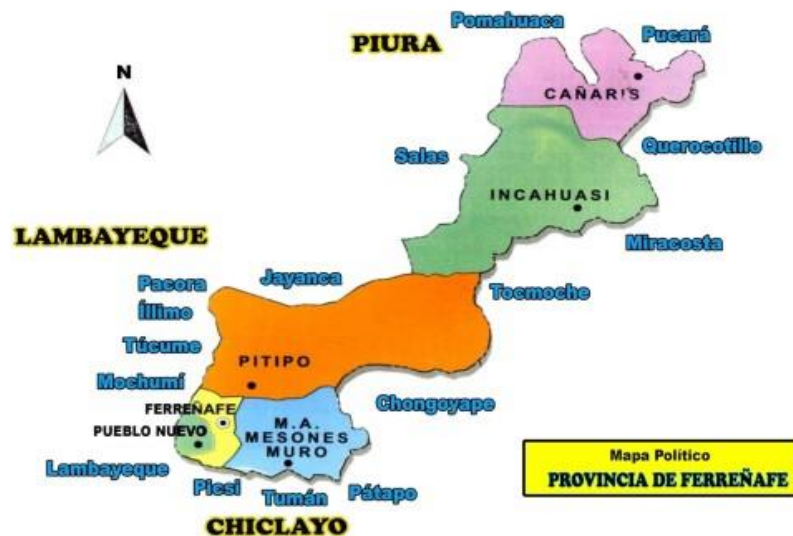 Pomahuaca
PIURA
Pucará
N
CAÑARIS
Salas
Querocotillo
INCAHUASI
LAMBAYEQUE
Miracosta
Pacora
Jayanca
Tocmoche
Íllimo
Túcume
PITIPO
Mochumí
Chongoyape
FERREÑAFE
PUEBLO NUEVO
M.A.
MESONES
MURO
Lambayeque
Picsi
Tumán
Pátapo
CHICLAYO
Mapa Político
PROVINCIA DE FERREÑAFE